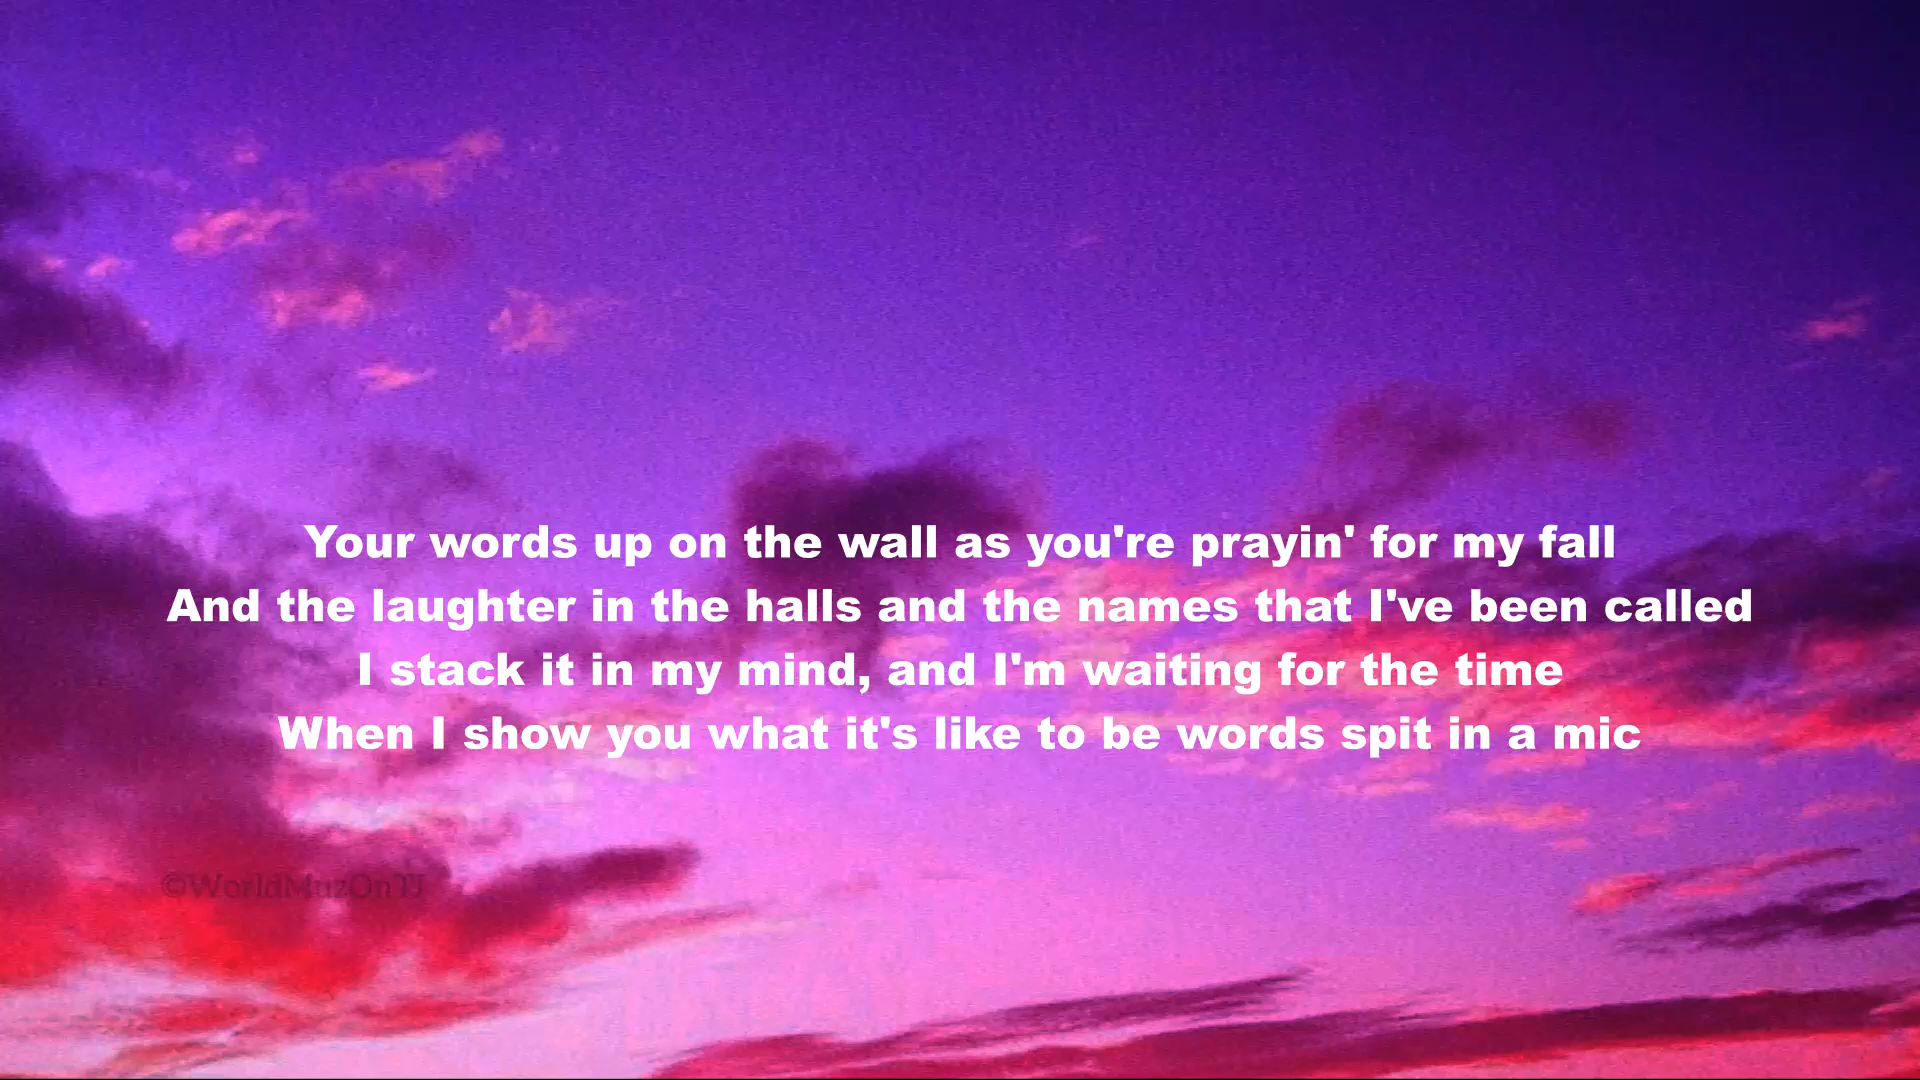 Your words up on the wall as you're prayin' for my fall
And the laughter in the halls and the names that I've been called
I stack it in my mind, and I'm waiting for the time
When I show you what it's like to be words spit in a mic
©WorldMuzOnTJ